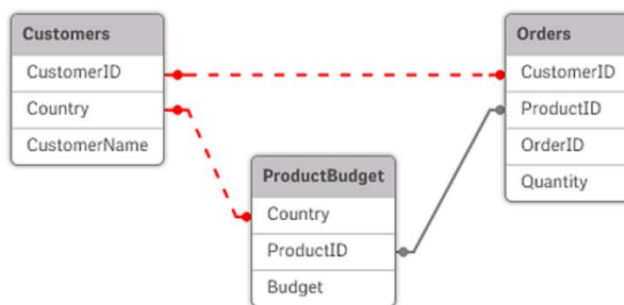 Customers
CustomerID
Country
CustomerName
Orders
CustomerID
ProductID
OrderID
Quantity
ProductBudget
Country
ProductID
Budget